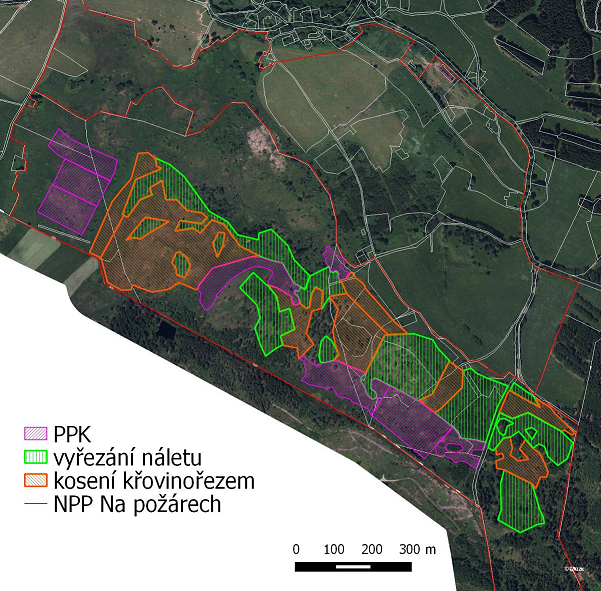 PPK
vyřezání náletu
kosení křovinořezem
NPP Na požárech
0 100 200 300 m